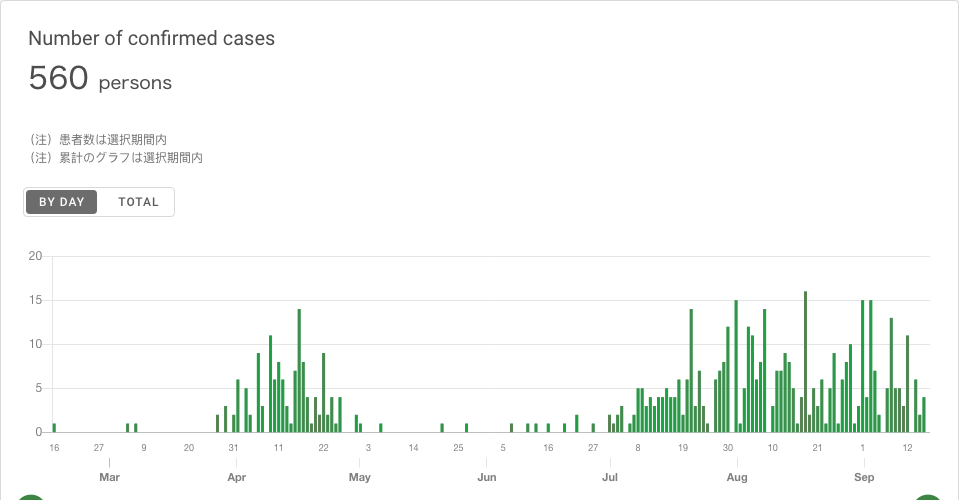 Number of confirmed cases
560 persons
（注）患者数は選択期間内
（注）累計のグラフは選択期間内
BY DAY TOTAL
20
15
10
5
0
16 27 9 20 31 11 22 3 14 25 5 16 27 8 19 30 10 21 1 12
Mar Apr May Jun Jul Aug Sep